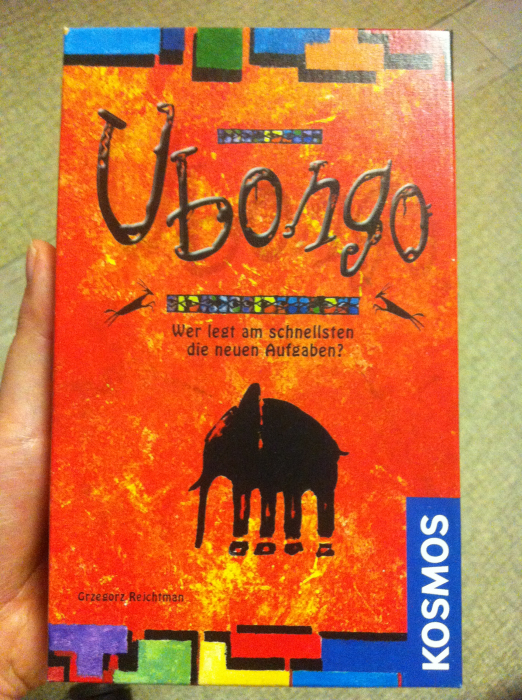 Ubongo
Wer legt am schnellsten
die neuen Aufgaben?
Grzegorz Rejchtman
KOSMOS